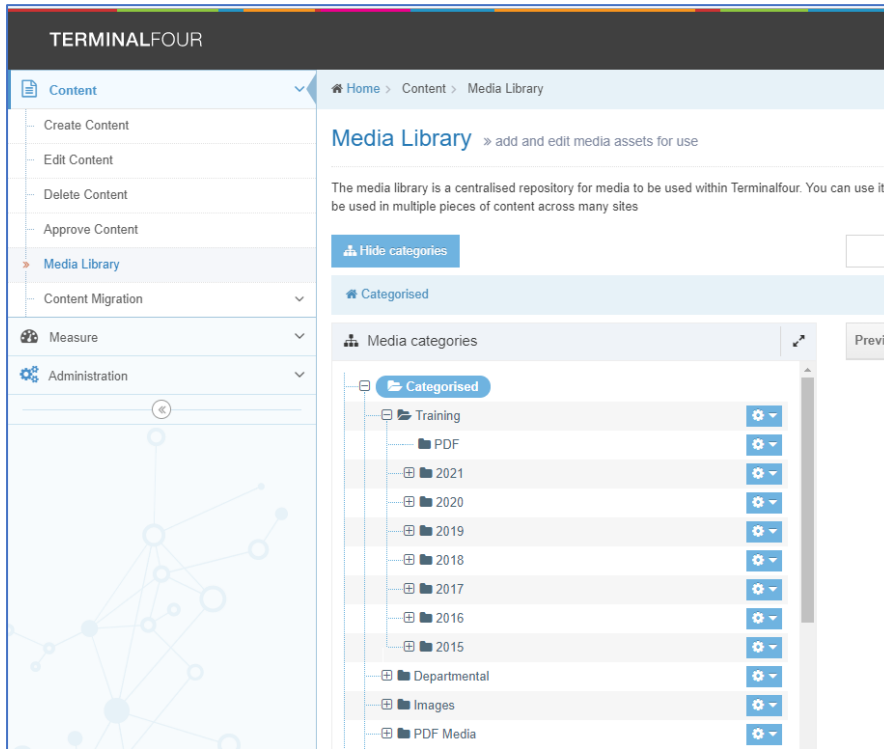 TERMINALFOUR
Content
Create Content
Edit Content
Delete Content
Approve Content
Media Library
Content Migration
Measure
Administration
Home > Content > Media Library
Media Library » add and edit media assets for use
The media library is a centralised repository for media to be used within Terminalfour. You can use it
be used in multiple pieces of content across many sites
Hide categories
Categorised
Media categories
Previ
Categorised
Training
PDF
2021
2020
2019
2018
2017
2016
2015
Departmental
Images
PDF Media